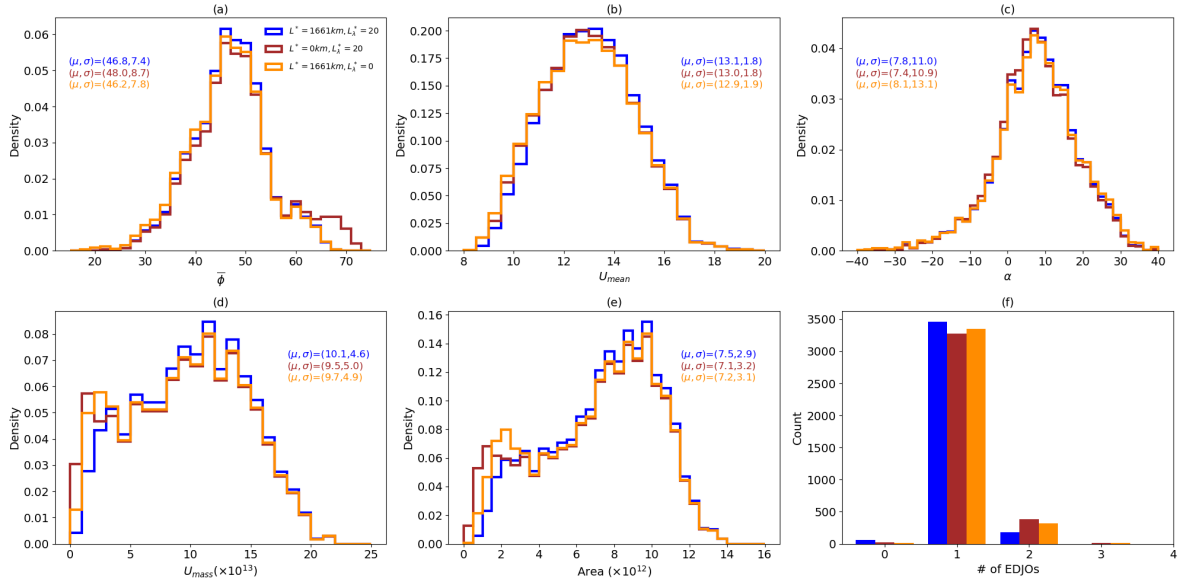 (a)
L* = 1661km, L*λ = 20
L* = 0km, L*λ = 20
L* = 1661km, L*λ = 0
(μ, σ)=(46.8,7.4)
(μ, σ)=(48.0,8.7)
(μ, σ)=(46.2,7.8)
Density
0.06
0.05
0.04
0.03
0.02
0.01
0.00
20 30 40 50 60 70
ϕ̅
(b)
(μ, σ)=(13.1,1.8)
(μ, σ)=(13.0,1.8)
(μ, σ)=(12.9,1.9)
Density
0.200
0.175
0.150
0.125
0.100
0.075
0.050
0.025
0.000
8 10 12 14 16 18 20
U_mean
(c)
(μ, σ)=(7.8,11.0)
(μ, σ)=(7.4,10.9)
(μ, σ)=(8.1,13.1)
Density
0.04
0.03
0.02
0.01
0.00
−40 −30 −20 −10 0 10 20 30 40
α
(d)
(μ, σ)=(10.1,4.6)
(μ, σ)=(9.5,5.0)
(μ, σ)=(9.7,4.9)
Density
0.08
0.07
0.06
0.05
0.04
0.03
0.02
0.01
0.00
0 5 10 15 20 25
U_mass(×10¹³)
(e)
(μ, σ)=(7.5,2.9)
(μ, σ)=(7.1,3.2)
(μ, σ)=(7.2,3.1)
Density
0.16
0.14
0.12
0.10
0.08
0.06
0.04
0.02
0.00
0 2 4 6 8 10 12 14 16
Area (×10¹²)
(f)
Count
3500
3000
2500
2000
1500
1000
500
0
0 1 2 3 4
# of EDJOs